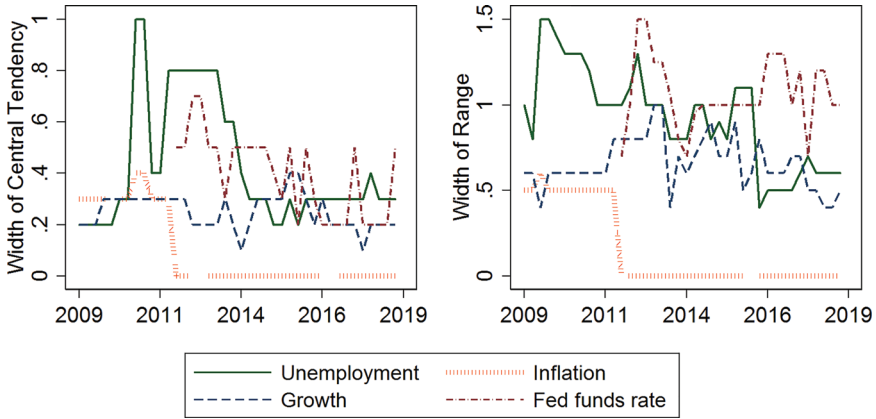 Width of Central Tendency
1
.8
.6
.4
.2
0
2009 2011 2014 2016 2019
Width of Range
1.5
1
.5
0
2009 2011 2014 2016 2019
Unemployment Inflation
Growth Fed funds rate